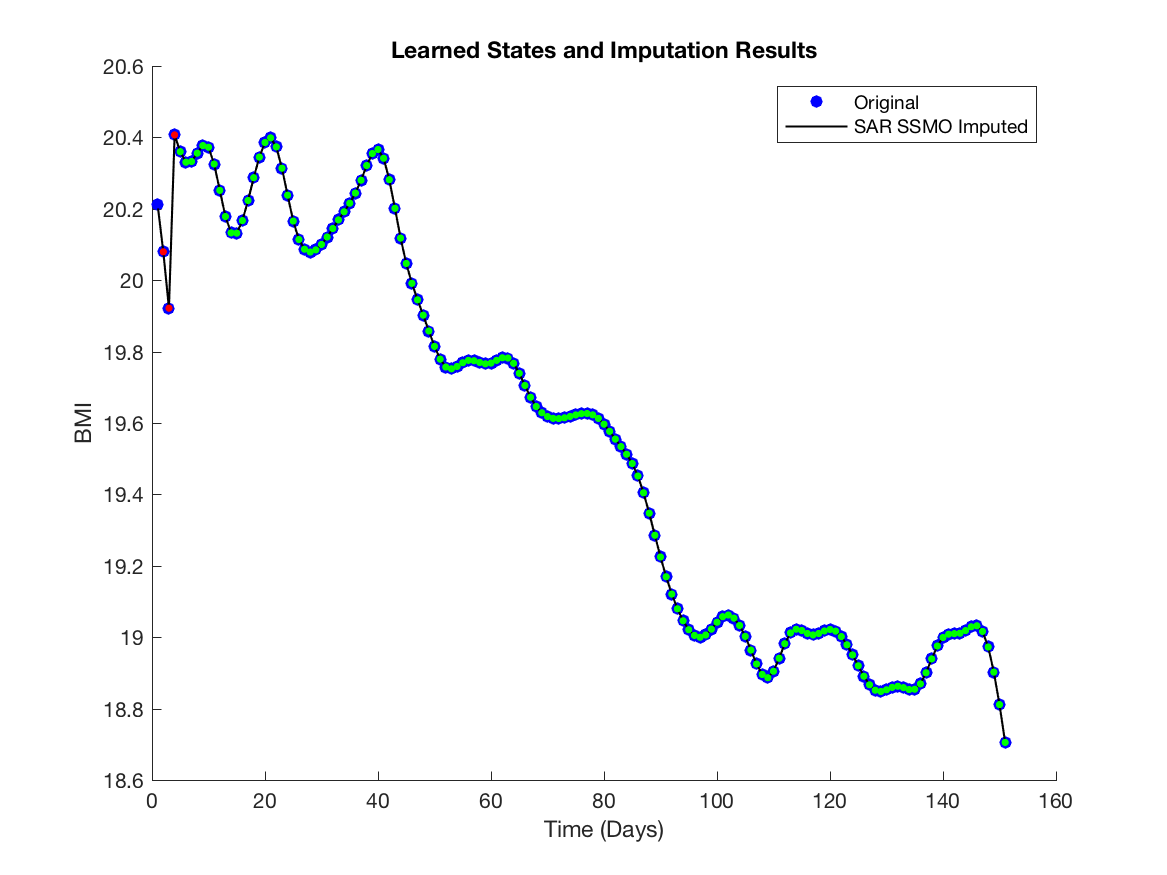 Learned States and Imputation Results
Original
SAR SSMO Imputed
20.6
20.4
20.2
20
19.8
19.6
19.4
19.2
19
18.8
18.6
BMI
0 20 40 60 80 100 120 140 160
Time (Days)